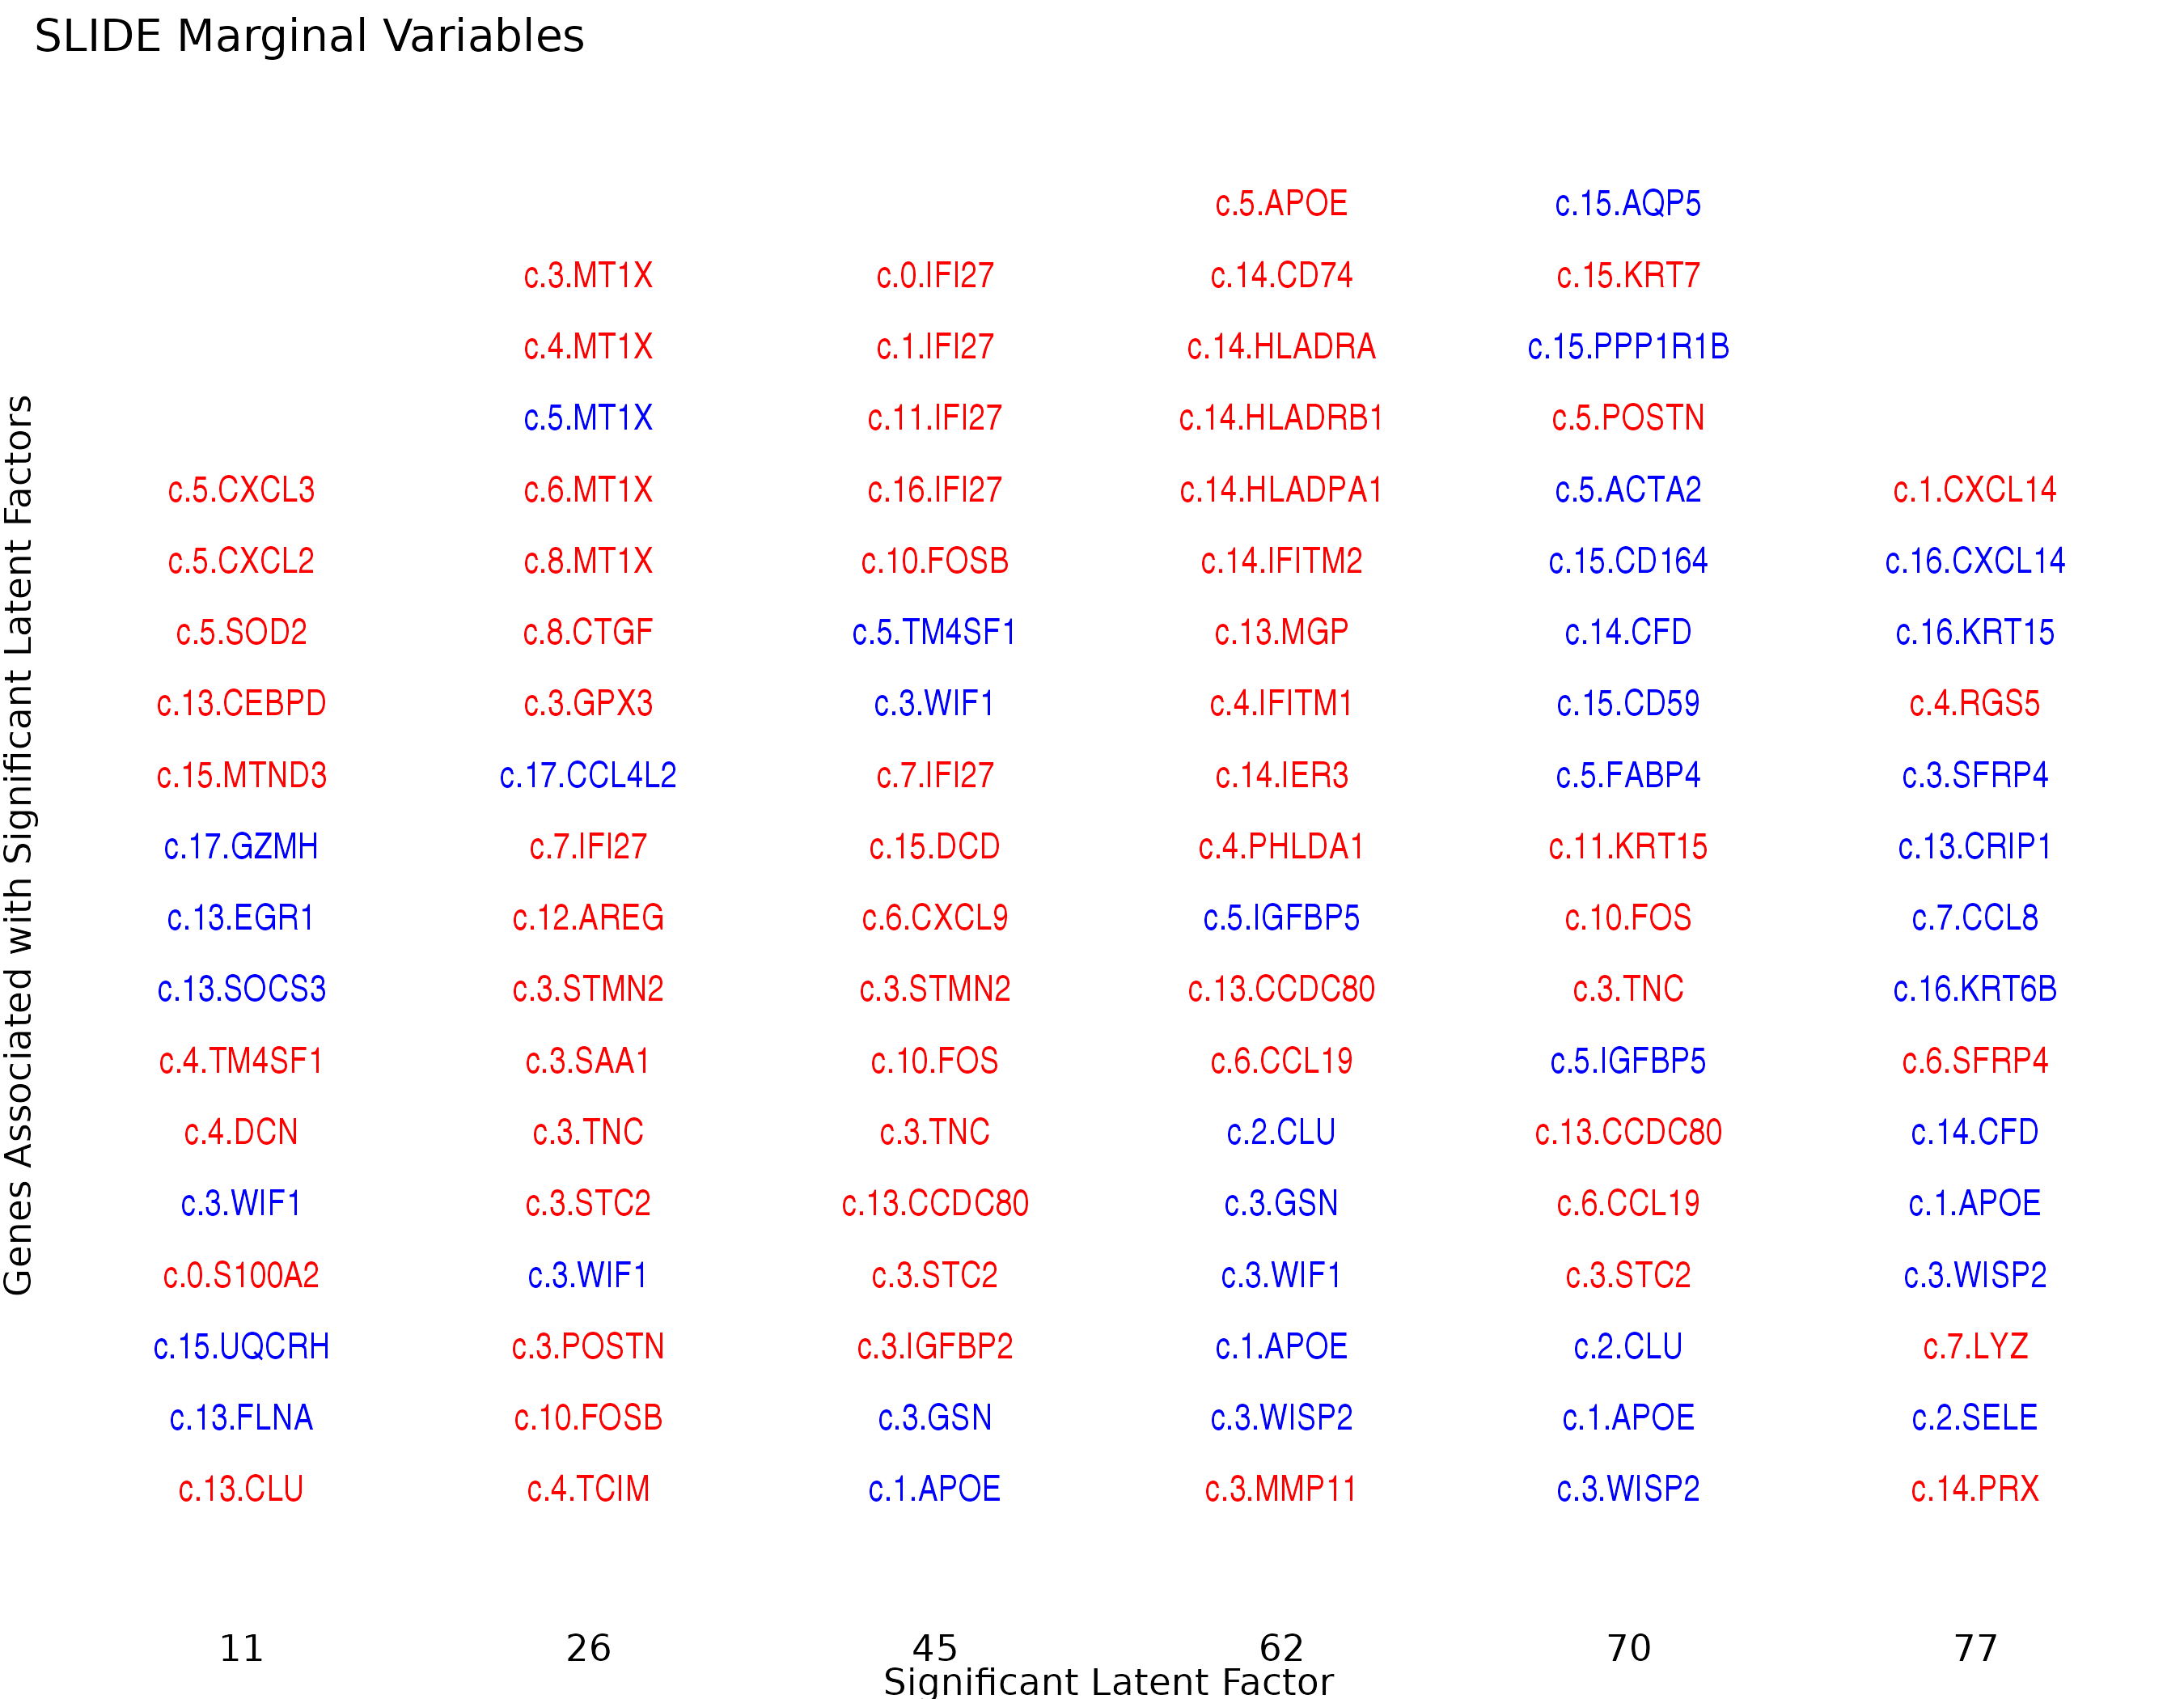 SLIDE Marginal Variables
Genes Associated with Significant Latent Factors
c.5.APOE c.15.AQP5
c.3.MT1X c.0.IFI27 c.14.CD74 c.15.KRT7
c.4.MT1X c.1.IFI27 c.14.HLADRA c.15.PPP1R1B
c.5.MT1X c.11.IFI27 c.14.HLADRB1 c.5.POSTN
c.5.CXCL3 c.6.MT1X c.16.IFI27 c.14.HLADPA1 c.5.ACTA2 c.1.CXCL14
c.5.CXCL2 c.8.MT1X c.10.FOSB c.14.IFITM2 c.15.CD164 c.16.CXCL14
c.5.SOD2 c.8.CTGF c.5.TM4SF1 c.13.MGP c.14.CFD c.16.KRT15
c.13.CEBPD c.3.GPX3 c.3.WIF1 c.4.IFITM1 c.15.CD59 c.4.RGS5
c.15.MTND3 c.17.CCL4L2 c.7.IFI27 c.14.IER3 c.5.FABP4 c.3.SFRP4
c.17.GZMH c.7.IFI27 c.15.DCD c.4.PHLDA1 c.11.KRT15 c.13.CRIP1
c.13.EGR1 c.12.AREG c.6.CXCL9 c.5.IGFBP5 c.10.FOS c.7.CCL8
c.13.SOCS3 c.3.STMN2 c.3.STMN2 c.13.CCDC80 c.3.TNC c.16.KRT6B
c.4.TM4SF1 c.3.SAA1 c.10.FOS c.6.CCL19 c.5.IGFBP5 c.6.SFRP4
c.4.DCN c.3.TNC c.3.TNC c.2.CLU c.13.CCDC80 c.14.CFD
c.3.WIF1 c.3.STC2 c.13.CCDC80 c.3.GSN c.6.CCL19 c.1.APOE
c.0.S100A2 c.3.WIF1 c.3.STC2 c.3.WIF1 c.3.STC2 c.3.WISP2
c.15.UQCRH c.3.POSTN c.3.IGFBP2 c.1.APOE c.2.CLU c.7.LYZ
c.13.FLNA c.10.FOSB c.3.GSN c.3.WISP2 c.1.APOE c.2.SELE
c.13.CLU c.4.TCIM c.1.APOE c.3.MMP11 c.3.WISP2 c.14.PRX
11 26 45 62 70 77
Significant Latent Factor